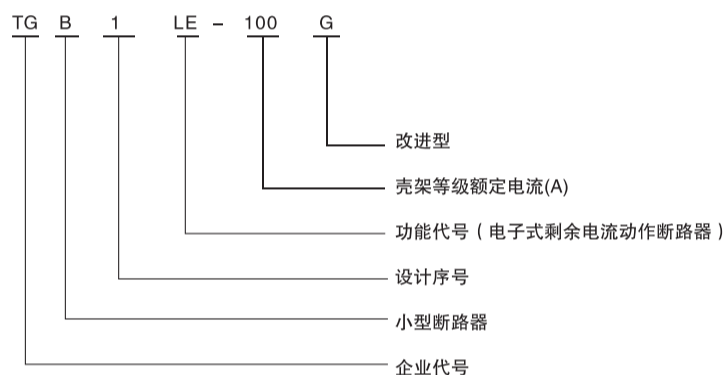 TG B 1 LE – 100 G
改进型
壳架等级额定电流(A)
功能代号（电子式剩余电流动作断路器）
设计序号
小型断路器
企业代号